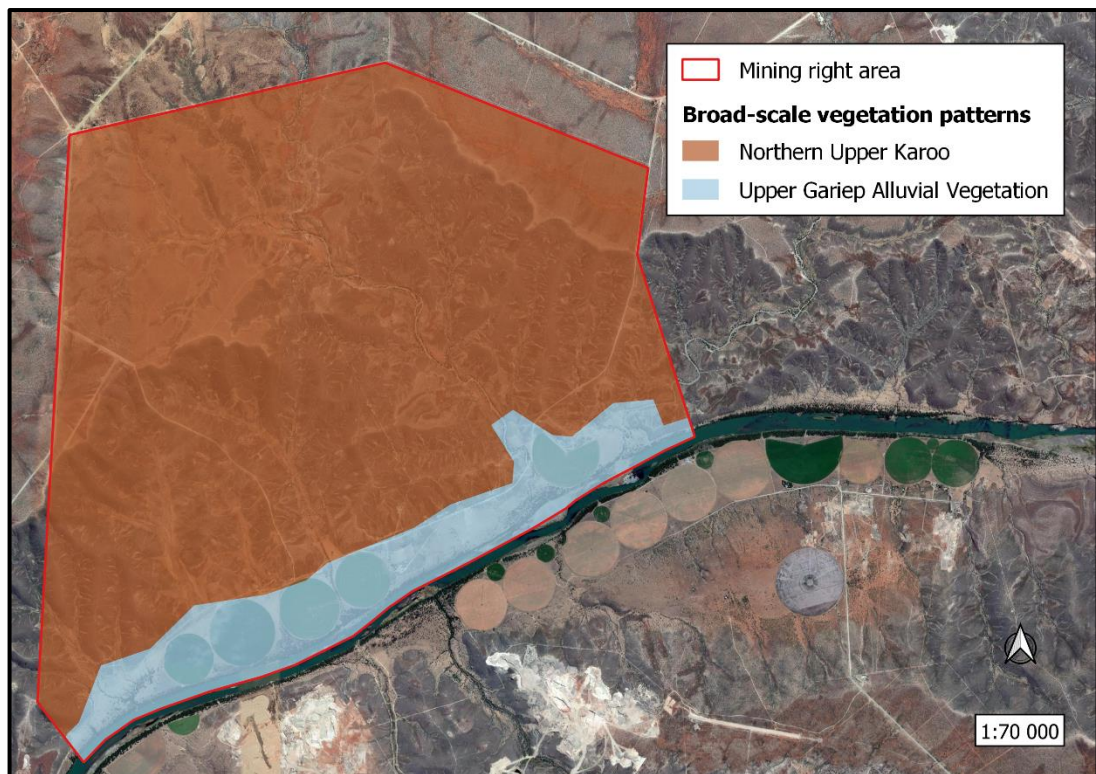 Mining right area
Broad-scale vegetation patterns
Northern Upper Karoo
Upper Gariep Alluvial Vegetation
1:70 000